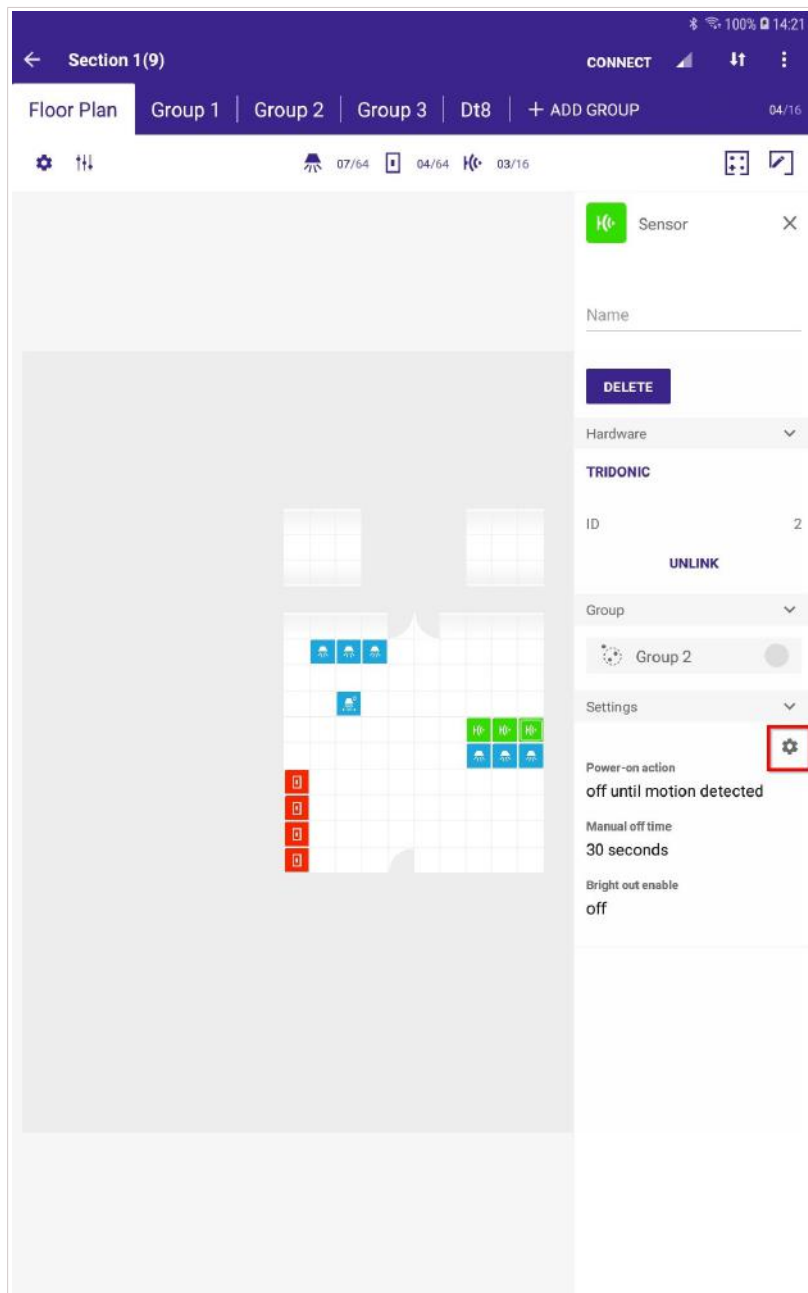 100% 14:21
Section 1(9) CONNECT
Floor Plan Group 1 Group 2 Group 3 Dt8 + ADD GROUP 04/16
07/64 04/64 03/16
Sensor
Name
DELETE
Hardware
TRIDONIC
ID 2
UNLINK
Group
Group 2
Settings
Power-on action
off until motion detected
Manual off time
30 seconds
Bright out enable
off